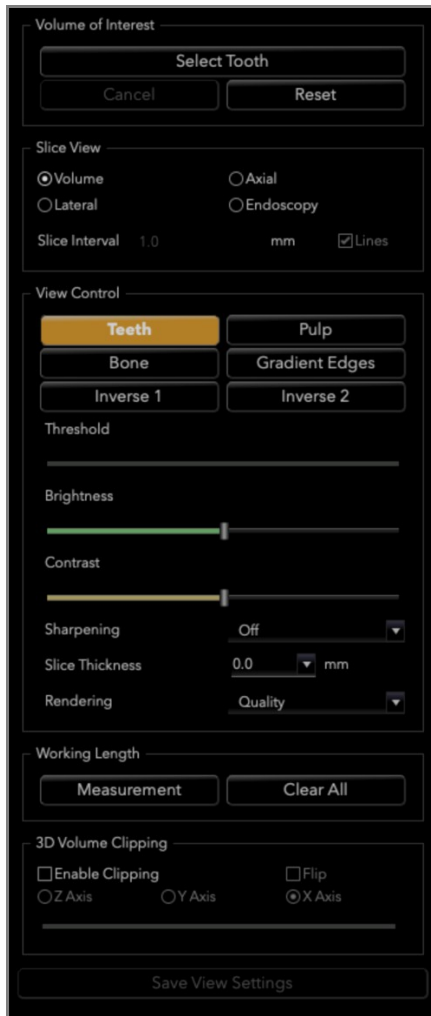 Volume of Interest
Select Tooth
Cancel Reset
Slice View
Volume Axial
Lateral Endoscopy
Slice Interval 1.0 mm Lines
View Control
Teeth Pulp
Bone Gradient Edges
Inverse 1 Inverse 2
Threshold
Brightness
Contrast
Sharpening Off
Slice Thickness 0.0 mm
Rendering Quality
Working Length
Measurement Clear All
3D Volume Clipping
Enable Clipping Flip
Z Axis Y Axis X Axis
Save View Settings